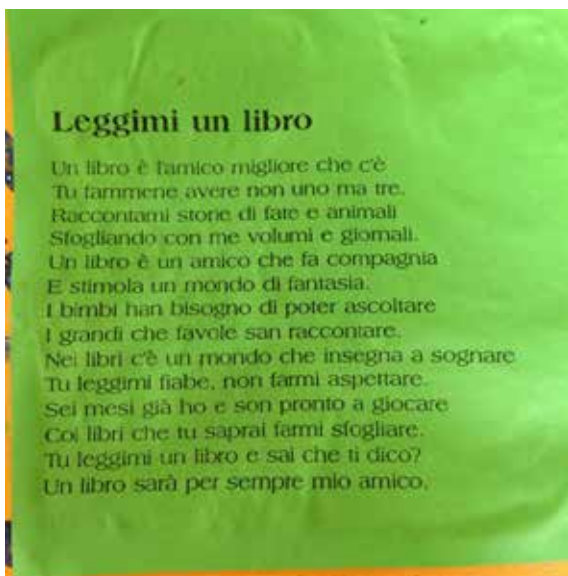 Leggimi un libro
Un libro è l'amico migliore che c'è
Tu fammene avere non uno ma tre.
Raccontami storie di fate e animali
Sfogliando con me volumi e giornali.
Un libro è un amico che fa compagnia
E stimola un mondo di fantasia.
I bimbi han bisogno di poter ascoltare
I grandi che favole san raccontare.
Nei libri c'è un mondo che insegna a sognare
Tu leggimi fiabe, non farmi aspettare.
Sei mesi già ho e son pronto a giocare
Coi libri che tu saprai farmi sfogliare.
Tu leggimi un libro e sai che ti dico?
Un libro sarà per sempre mio amico.